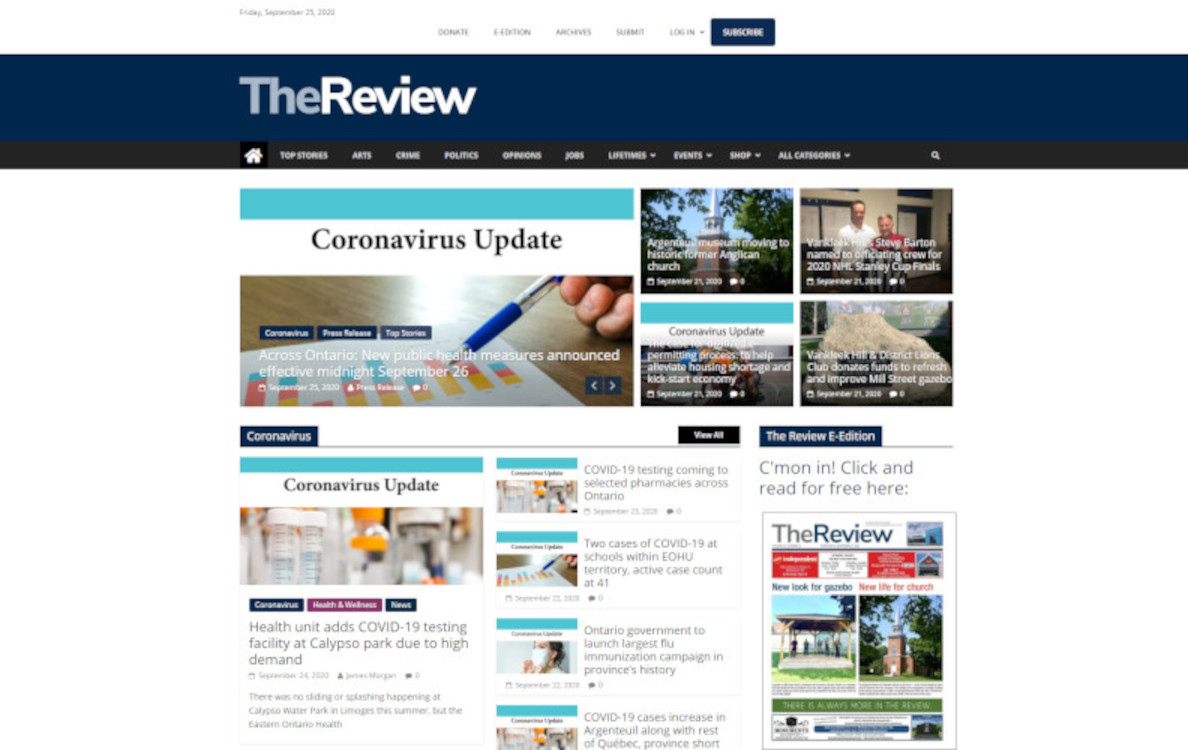 Friday, September 25, 2020
DONATE E-EDITION ARCHIVES SUBMIT LOG IN SUBSCRIBE
TheReview
TOP STORIES ARTS CRIME POLITICS OPINIONS JOBS LIFETIMES EVENTS SHOP ALL CATEGORIES
Coronavirus Update
Coronavirus Press Release Top Stories
Across Ontario: New public health measures announced
effective midnight September 26
September 25, 2020 Press Release 0
Argenteuil museum moving to
historic former Anglican
church
September 21, 2020 0
Vankleek Hill's Steve Barton
named to officiating crew for
2020 NHL Stanley Cup Finals
September 21, 2020 0
Coronavirus Update
The case for digitized e-
permitting process: to help
alleviate housing shortage and
kick-start economy
September 21, 2020 0
Vankleek Hill & District Lions
Club donates funds to refresh
and improve Mill Street gazebo
September 21, 2020 0
Coronavirus
View All
Coronavirus Update
Coronavirus Health & Wellness News
Health unit adds COVID-19 testing
facility at Calypso park due to high
demand
September 24, 2020 James Morgan 0
There was no sliding or splashing happening at
Calypso Water Park in Limoges this summer, but the
Eastern Ontario Health
Coronavirus Update
COVID-19 testing coming to
selected pharmacies across
Ontario
September 25, 2020 0
Coronavirus Update
Two cases of COVID-19 at
schools within EOHU
territory, active case count
at 41
September 22, 2020 0
Coronavirus Update
Ontario government to
launch largest flu
immunization campaign in
province's history
September 22, 2020 0
Coronavirus Update
COVID-19 cases increase in
Argenteuil along with rest
of Québec, province short
The Review E-Edition
C'mon in! Click and
read for free here:
TheReview
independent
New look for gazebo New life for church
THERE IS ALWAYS MORE IN THE REVIEW